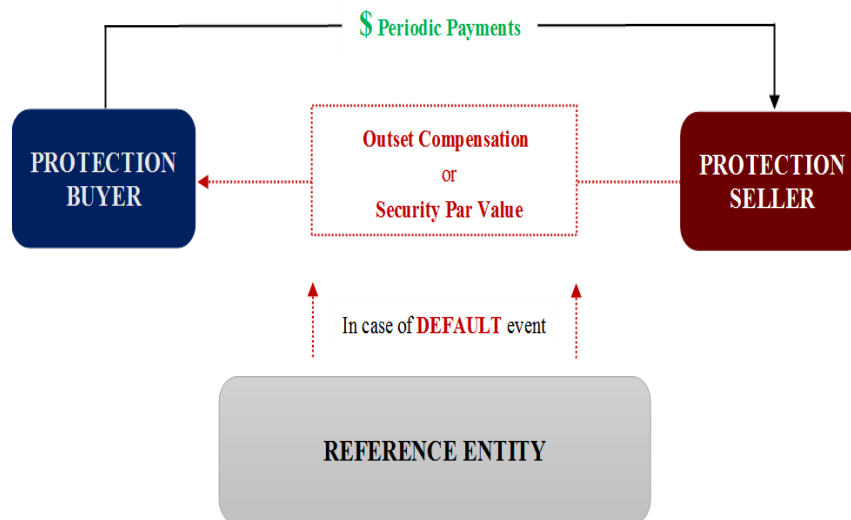 $ Periodic Payments
PROTECTION
BUYER
Outset Compensation
or
Security Par Value
PROTECTION
SELLER
In case of DEFAULT event
REFERENCE ENTITY